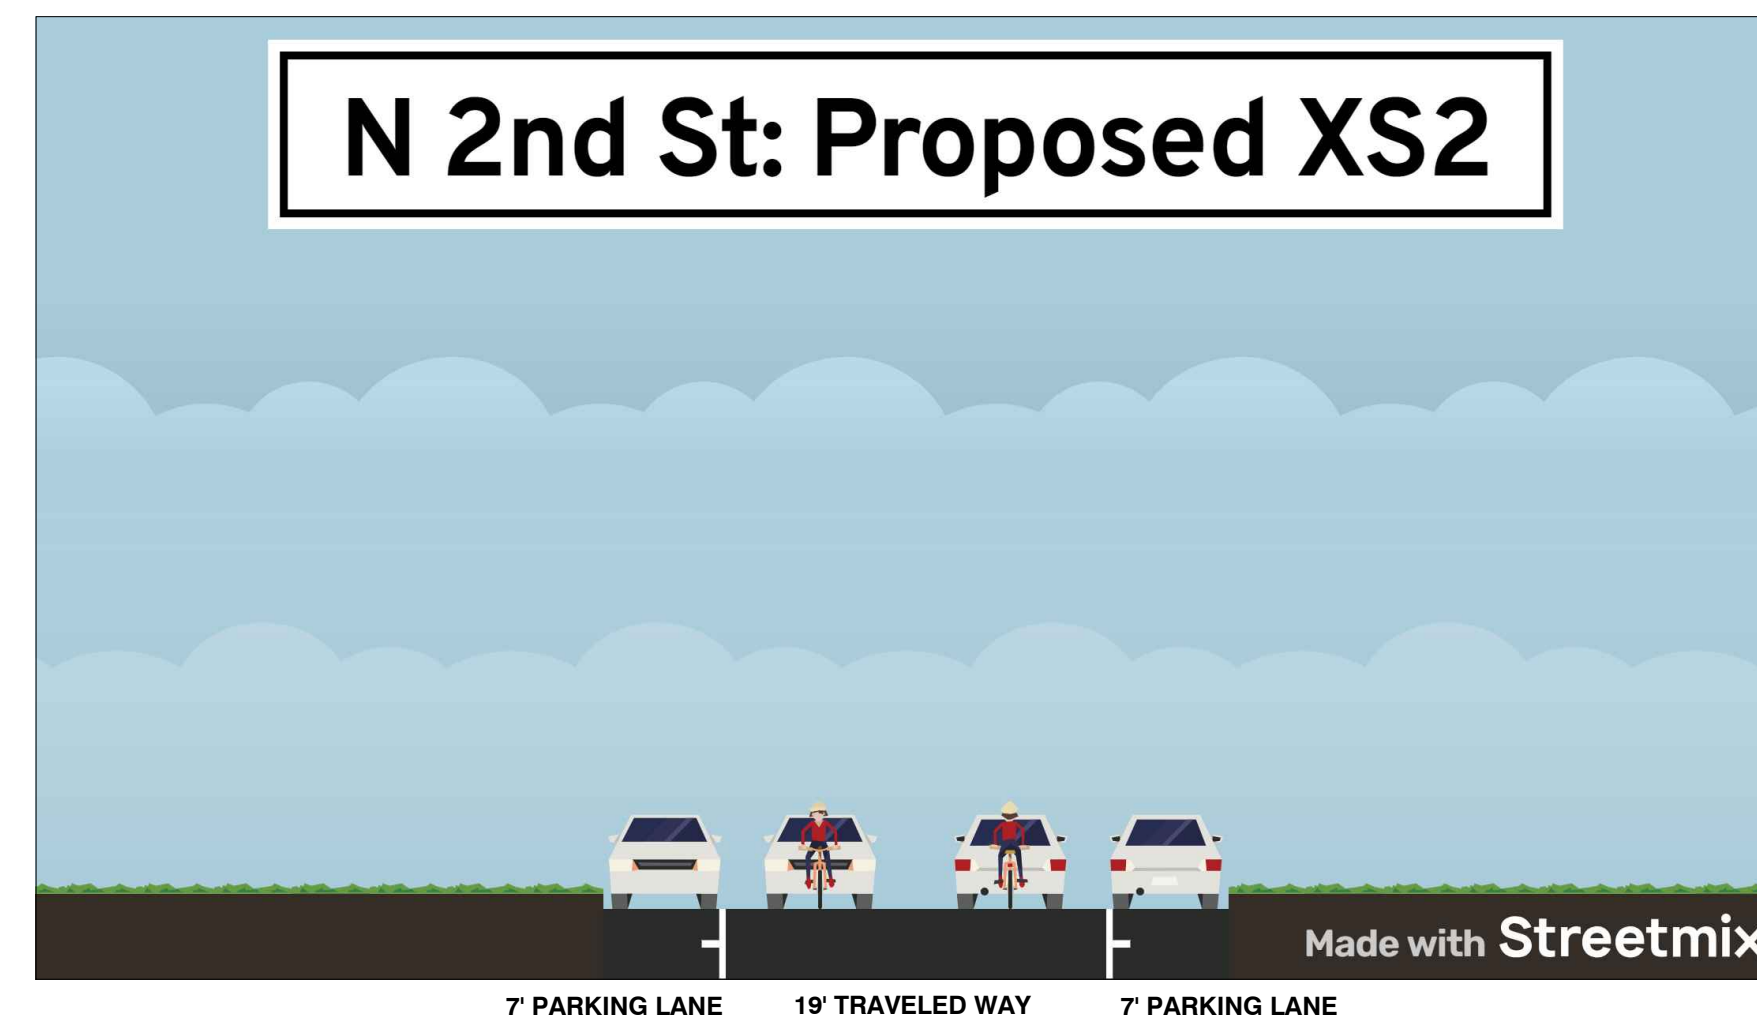 N 2nd St: Proposed XS2
Made with Streetmix
7' PARKING LANE 19' TRAVELED WAY 7' PARKING LANE